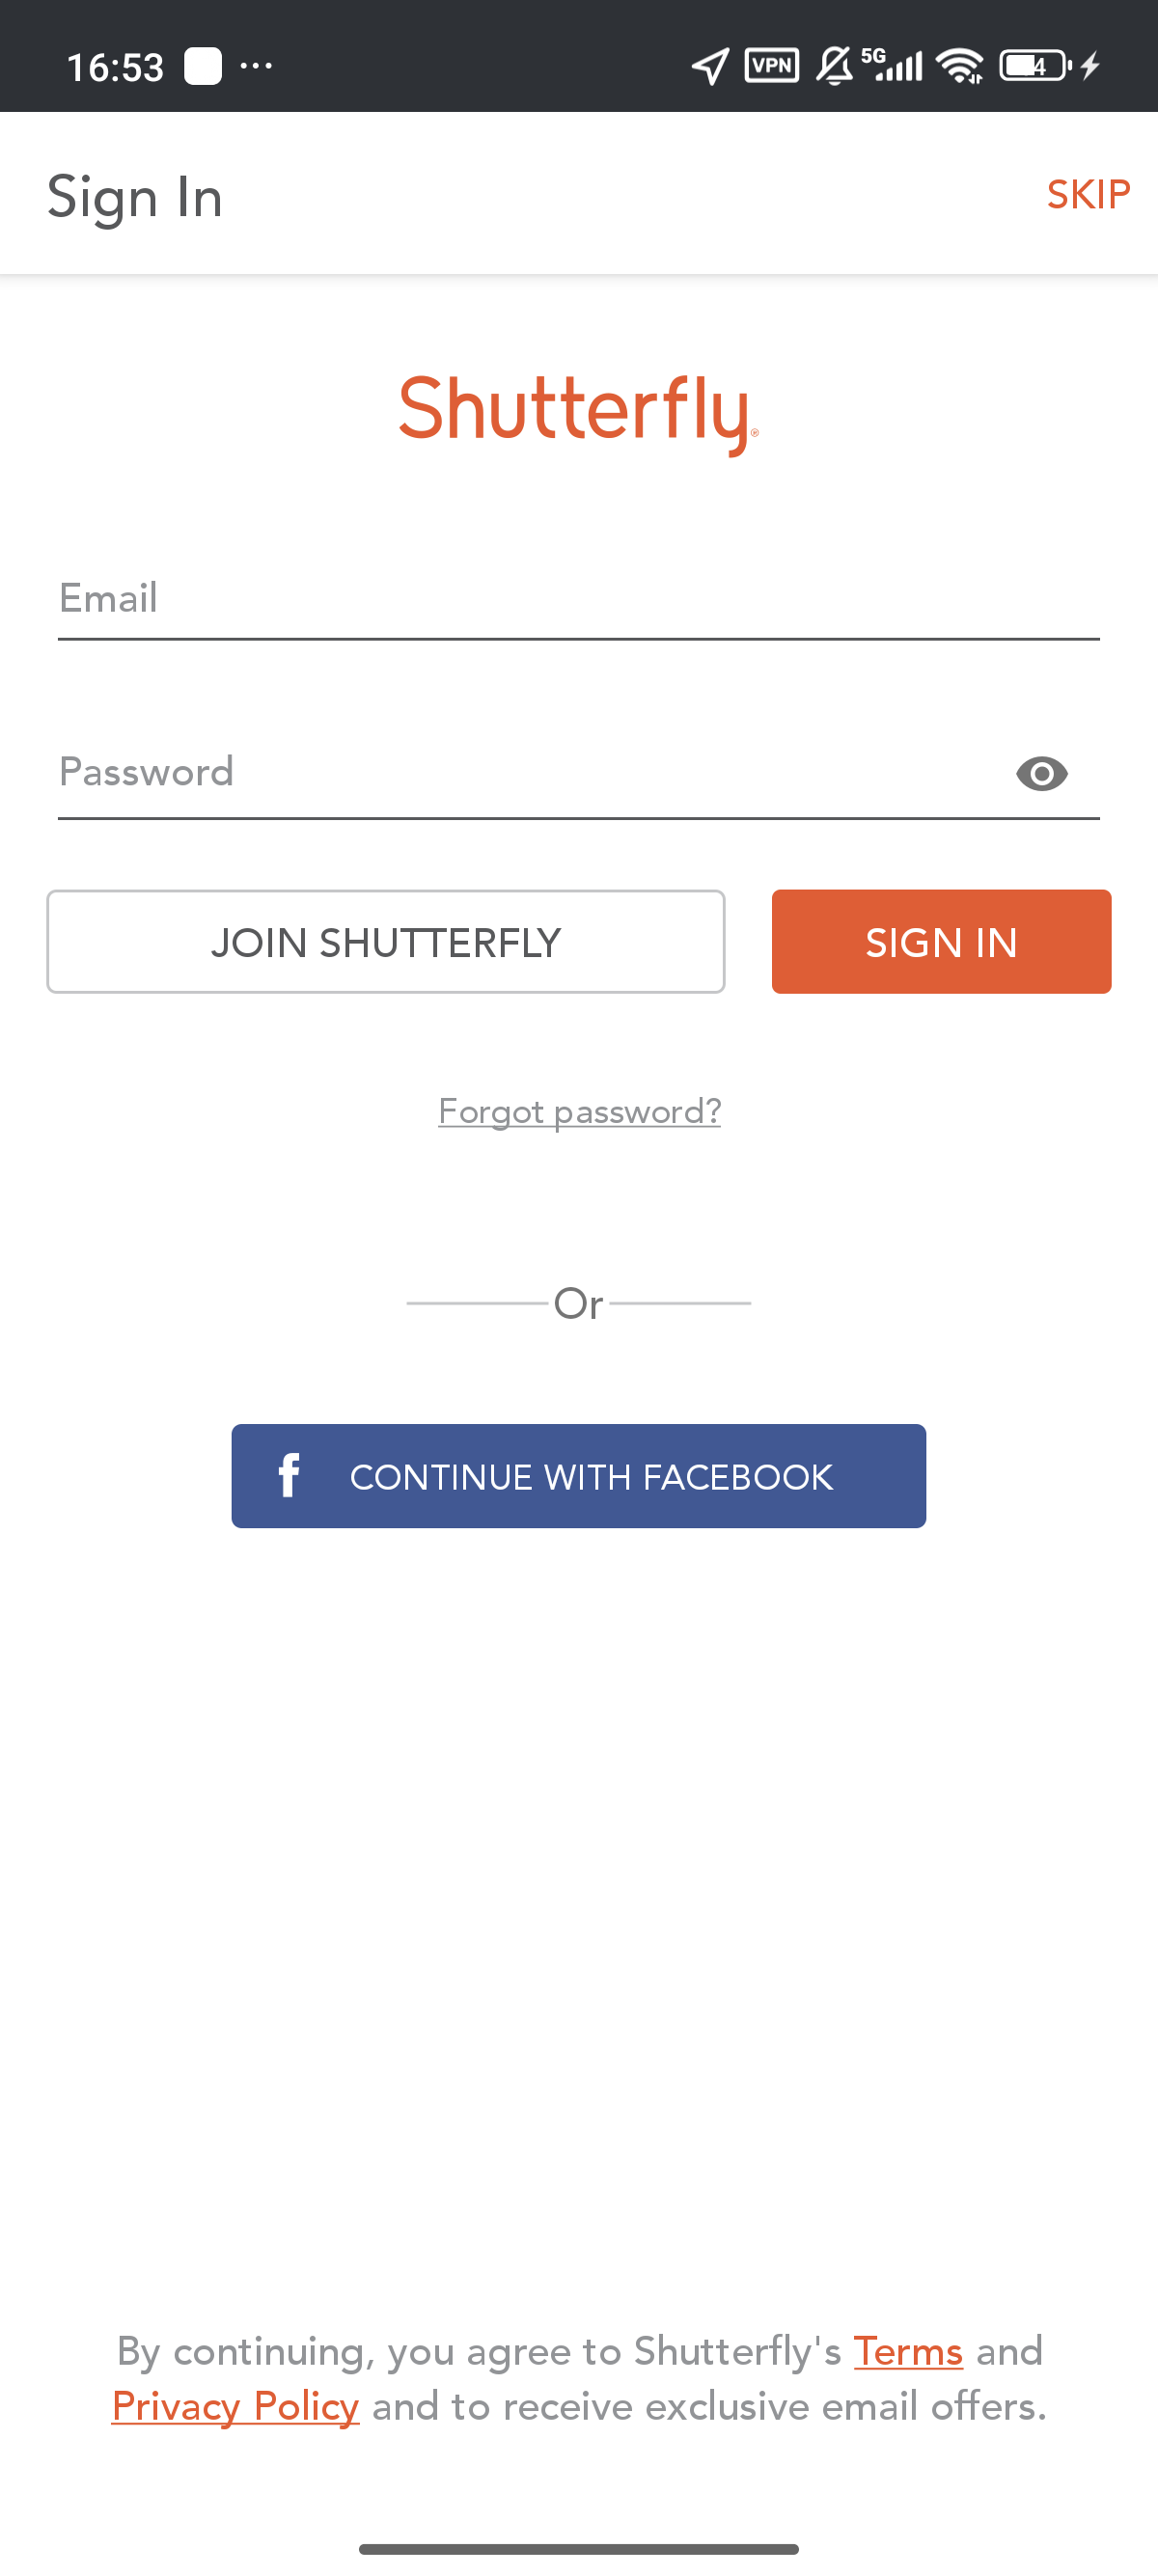 16:53
VPN 5G
Sign In
SKIP
Shutterfly®
Email
Password
JOIN SHUTTERFLY
SIGN IN
Forgot password?
Or
f CONTINUE WITH FACEBOOK
By continuing, you agree to Shutterfly's Terms and
Privacy Policy and to receive exclusive email offers.